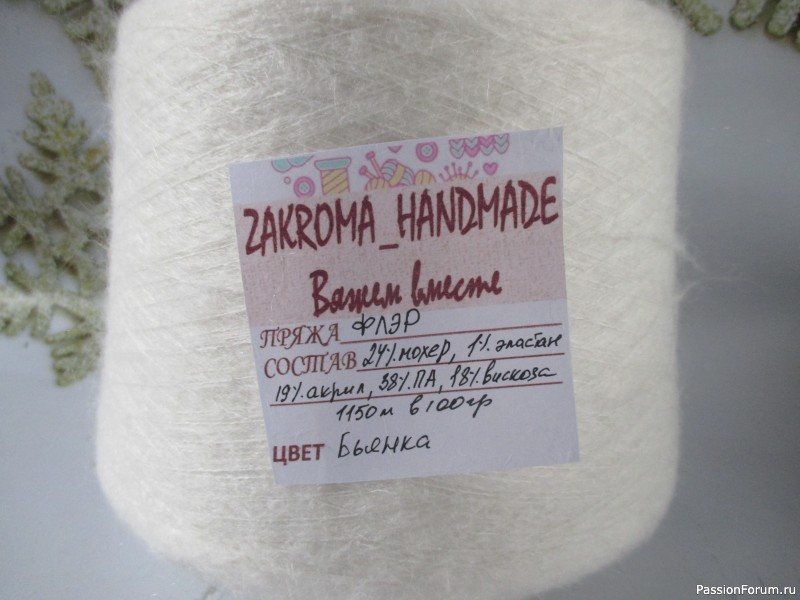 ZAKROMA_HANDMADE
Вяжем вместе
ПРЯЖА ФЛЭР
СОСТАВ 24% мохер, 1% эластан
19% акрил, 38% ПА, 18% вискоза
1150м в 100гр
ЦВЕТ Бьянка
PassionForum.ru